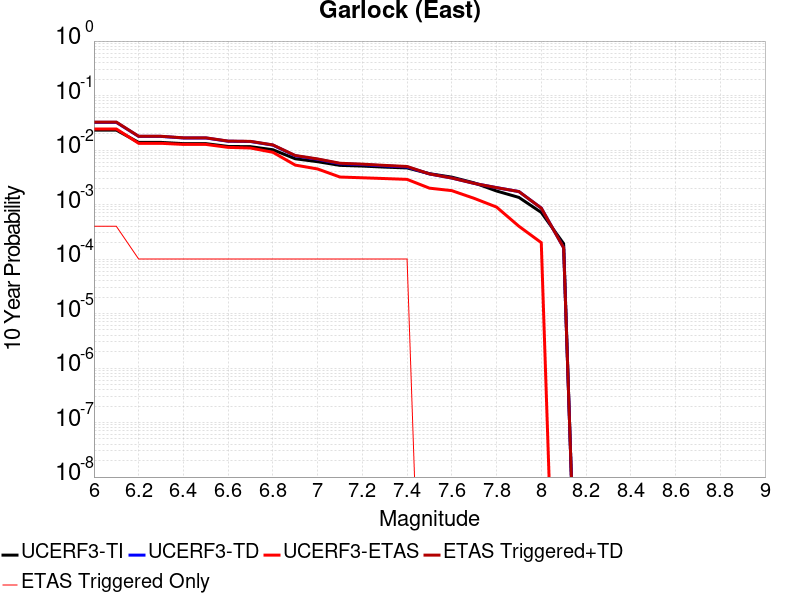 Garlock (East)
10 0
10 -1
10 -2
10 -3
10 -4
10 -5
10 -6
10 -7
10 -8
10 Year Probability
6 6.2 6.4 6.6 6.8 7 7.2 7.4 7.6 7.8 8 8.2 8.4 8.6 8.8 9
Magnitude
UCERF3-TI UCERF3-TD UCERF3-ETAS ETAS Triggered+TD
ETAS Triggered Only